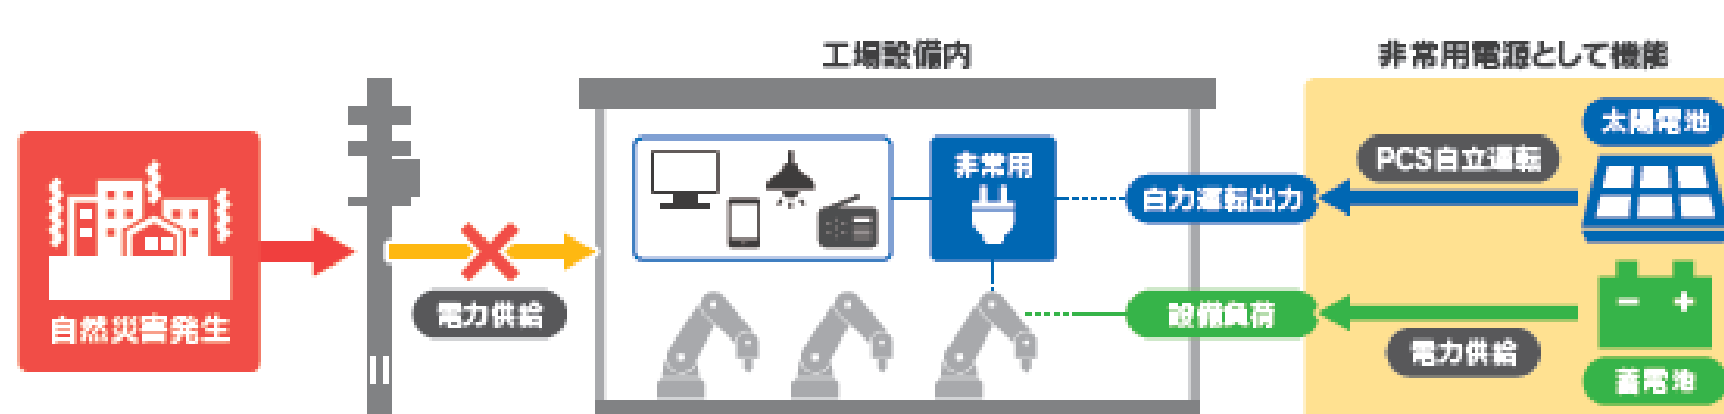 工場設備内
非常用電源として機能
太陽電池
PCS自立運転
非常用
自力運転出力
電力供給
設備負荷
自然災害発生
電力供給
蓄電池